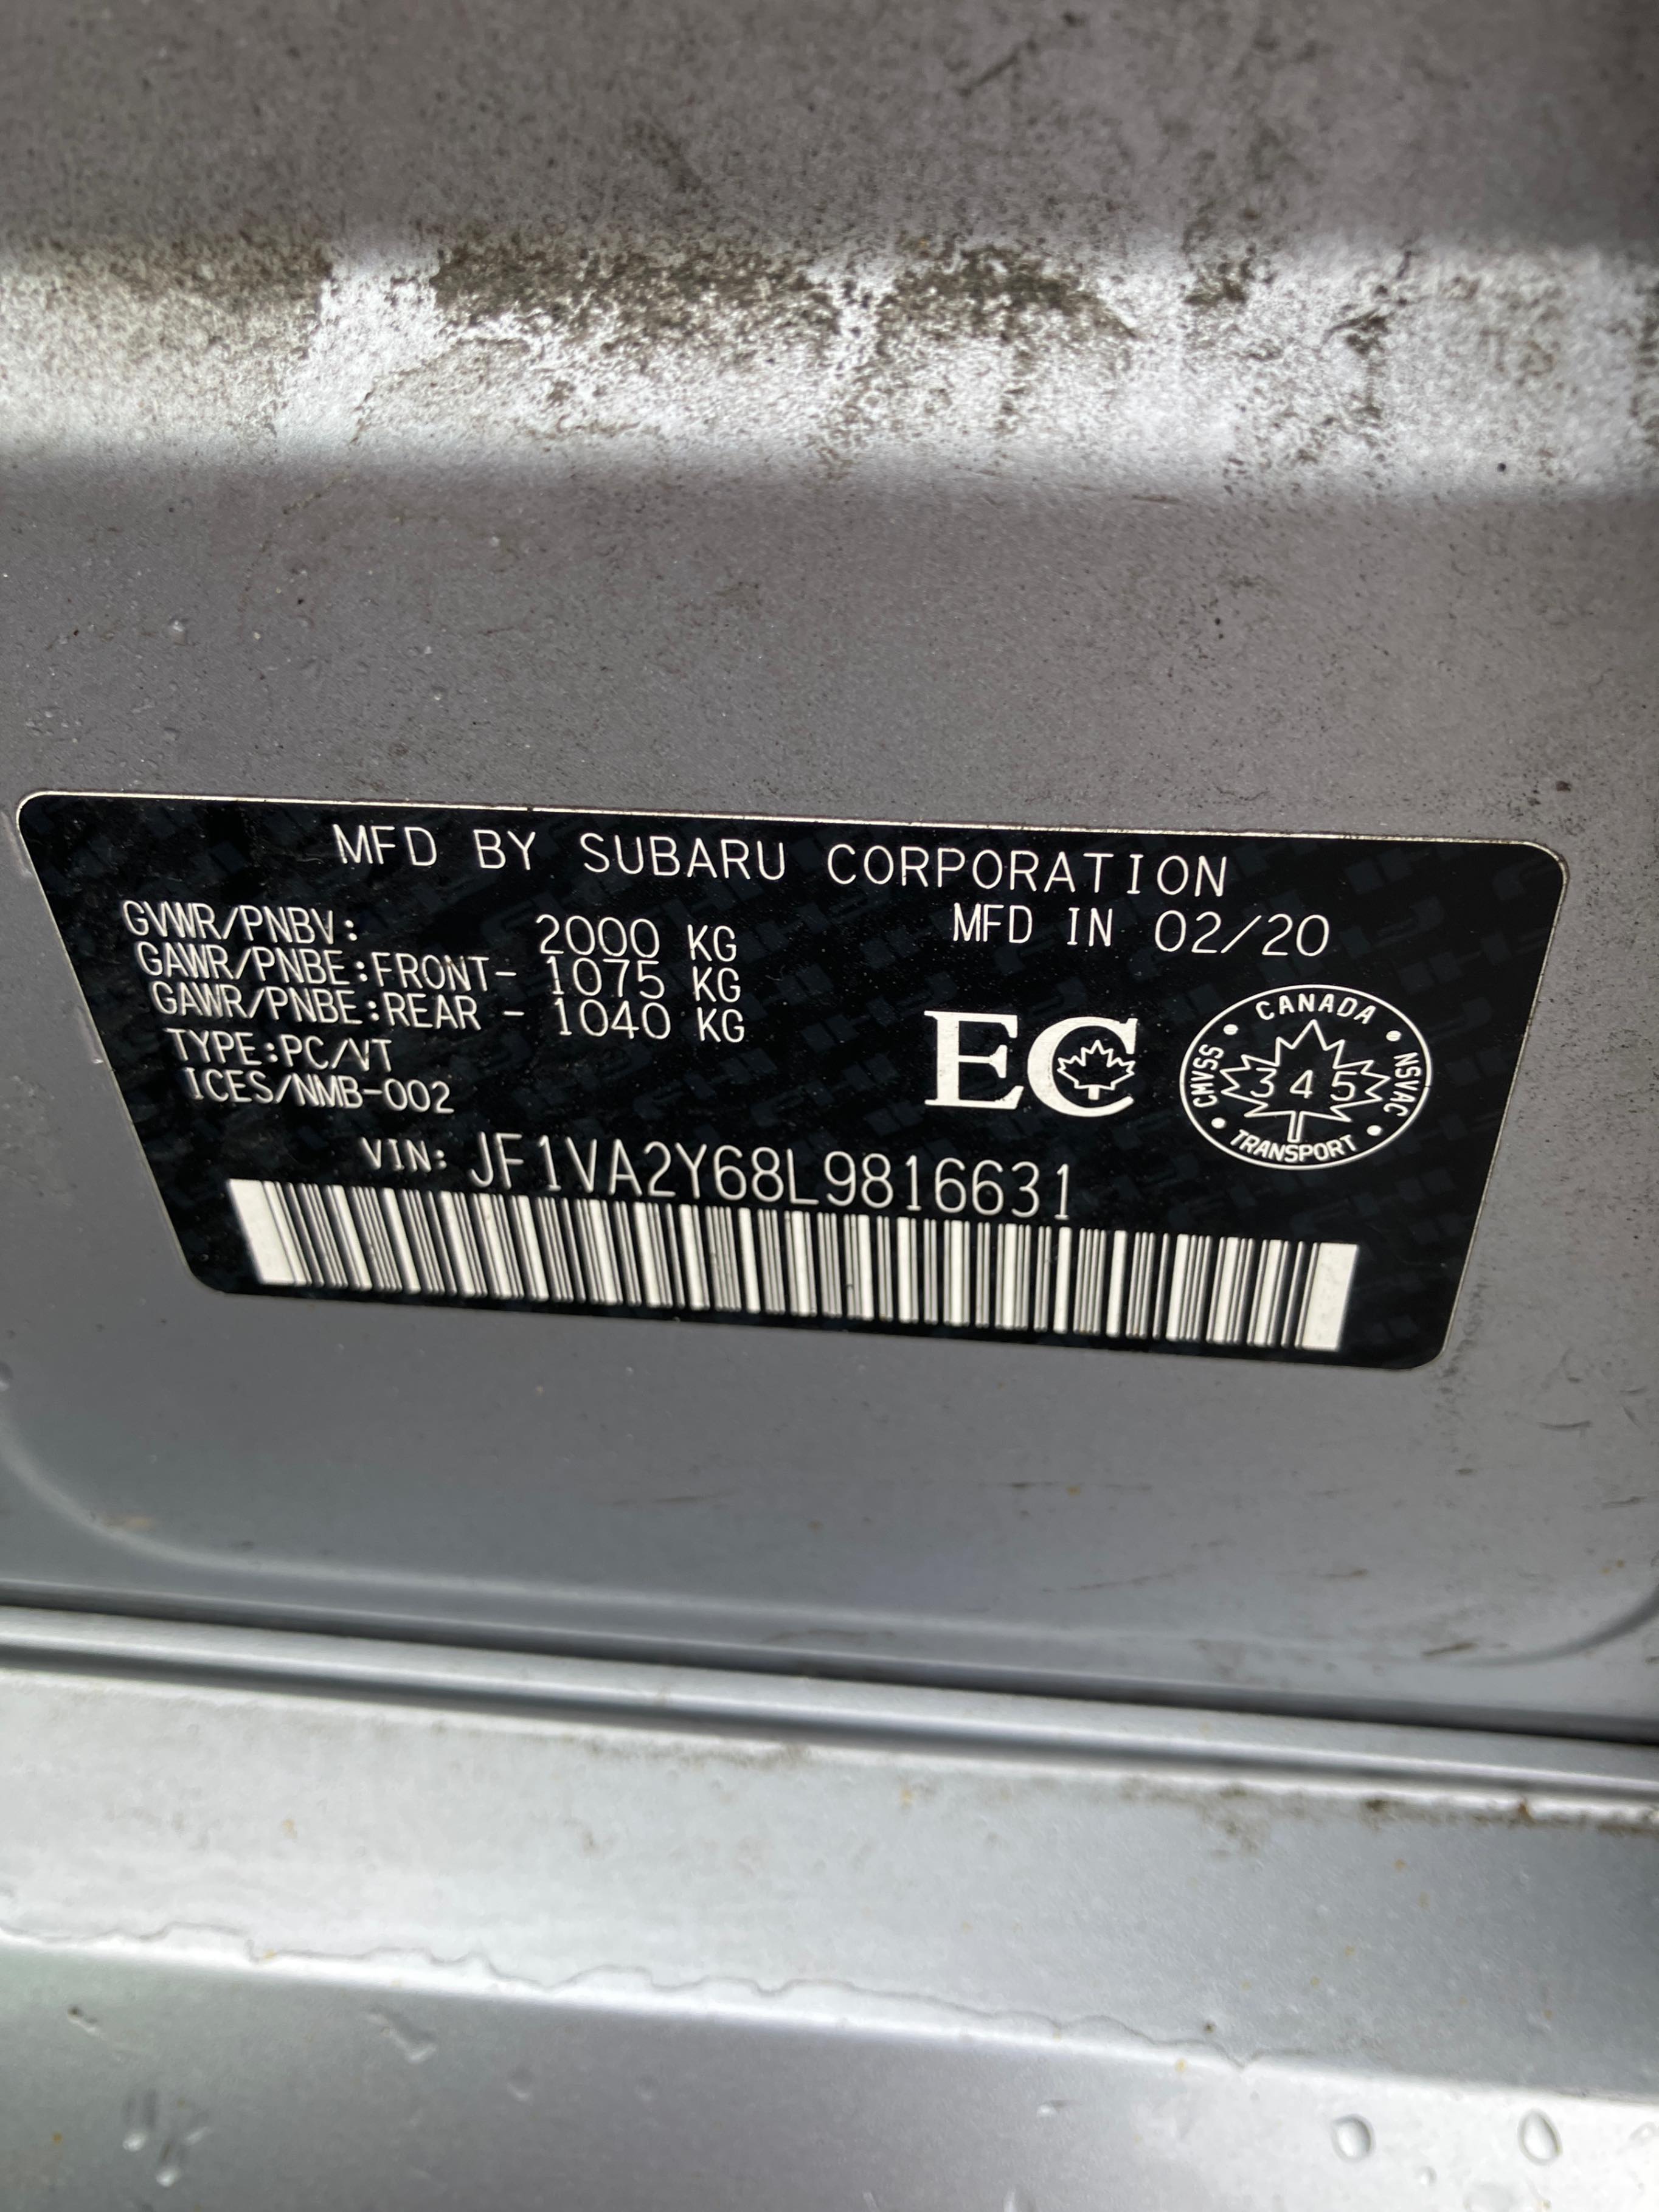 MFD BY SUBARU CORPORATION
GVWR/PNBV: 2000 KG
MFD IN 02/20
GAWR/PNBE:FRONT- 1075 KG
GAWR/PNBE:REAR - 1040 KG
TYPE:PC/VT
ICES/NMB-002
EC
CANADA
CMVSS 345 NSVAC
TRANSPORT
VIN: JF1VA2Y68L9816631